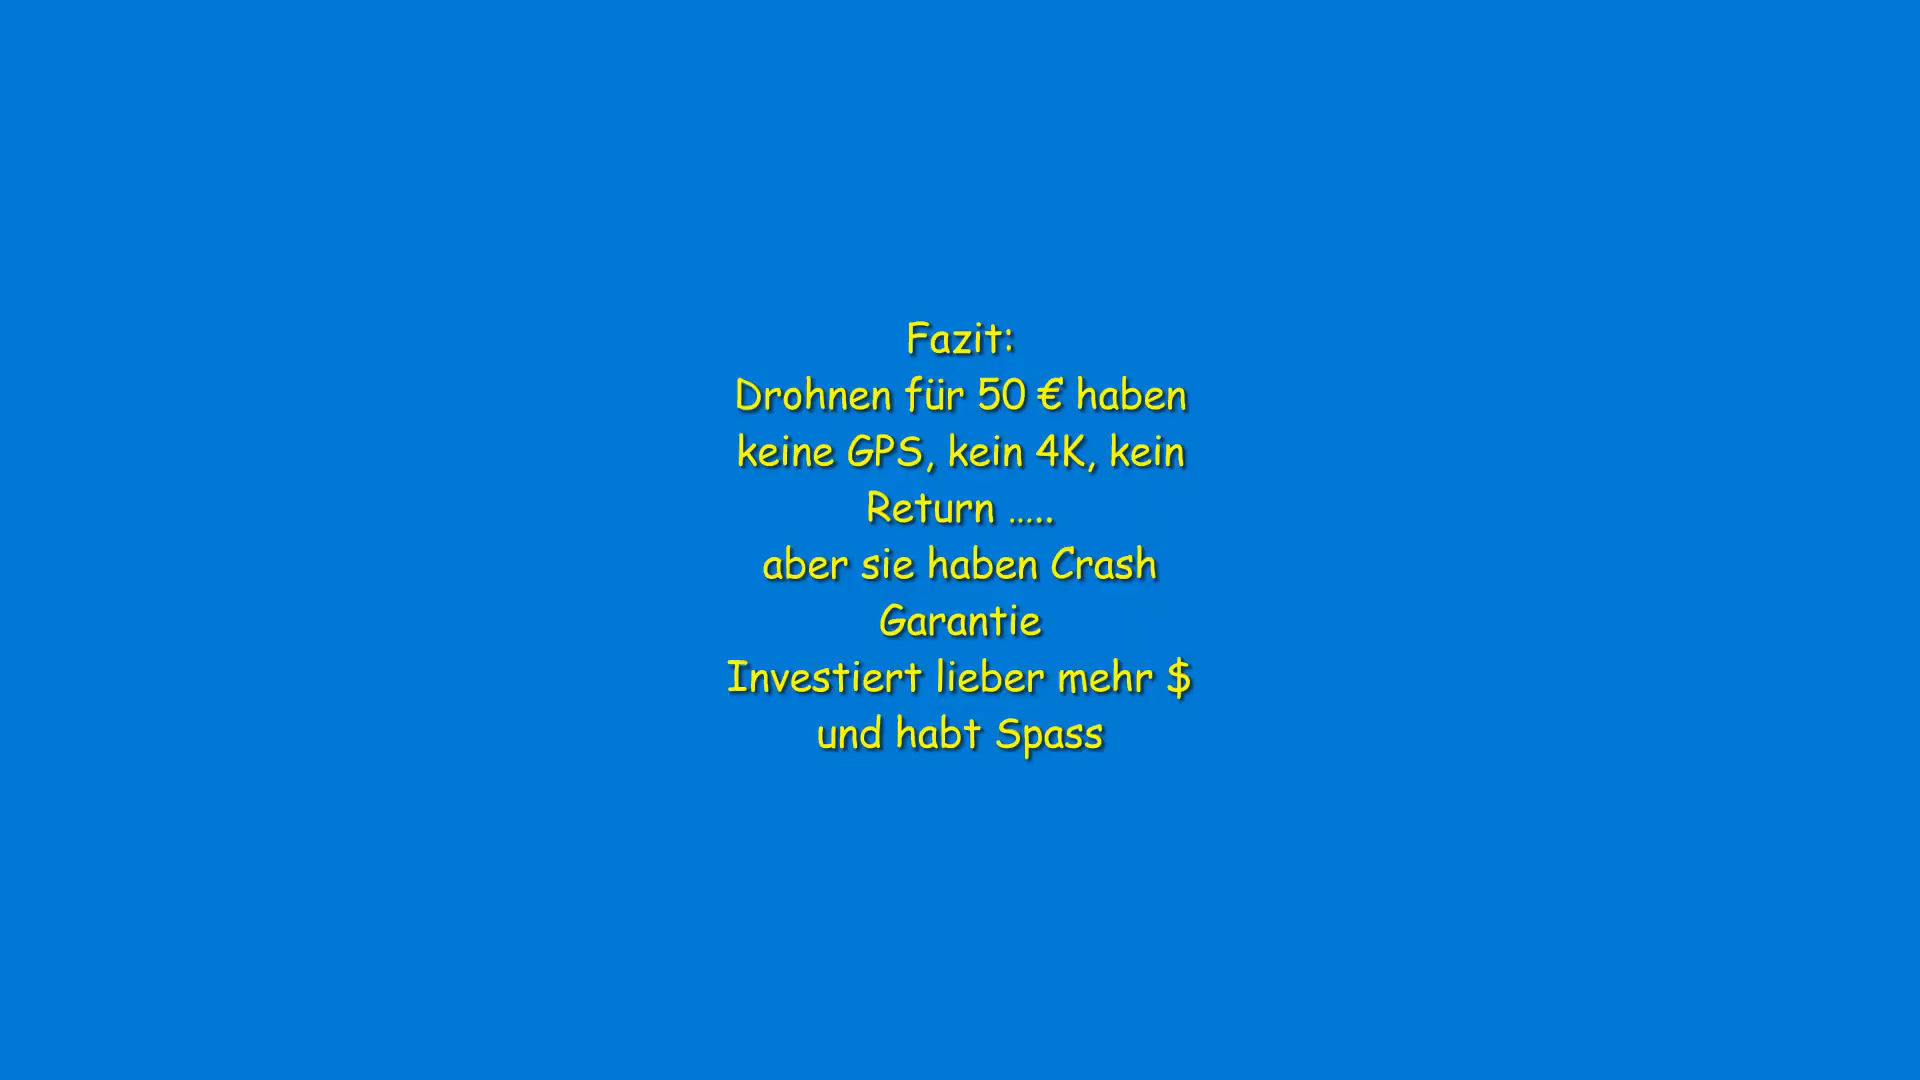 Fazit:
Drohnen für 50 € haben
keine GPS, kein 4K, kein
Return .....
aber sie haben Crash
Garantie
Investiert lieber mehr $
und habt Spass